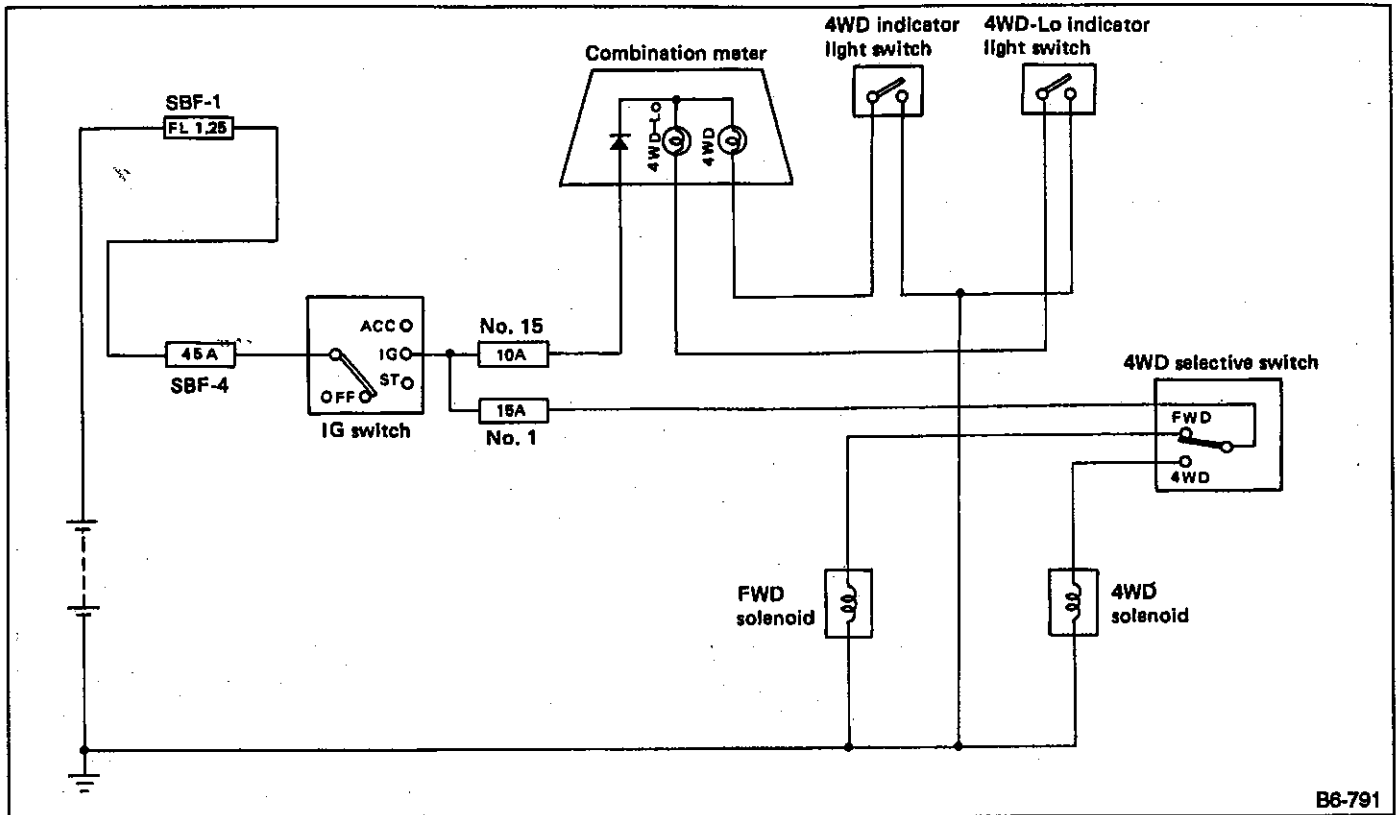 4WD indicator
light switch
4WD-Lo indicator
light switch
Combination meter
SBF-1
FL 1.25
4WD-Lo
4WD
45A
SBF-4
ACC
IG
ST
OFF
IG switch
No. 15
10A
15A
No. 1
4WD selective switch
FWD
4WD
FWD
solenoid
4WD
solenoid
B6-791